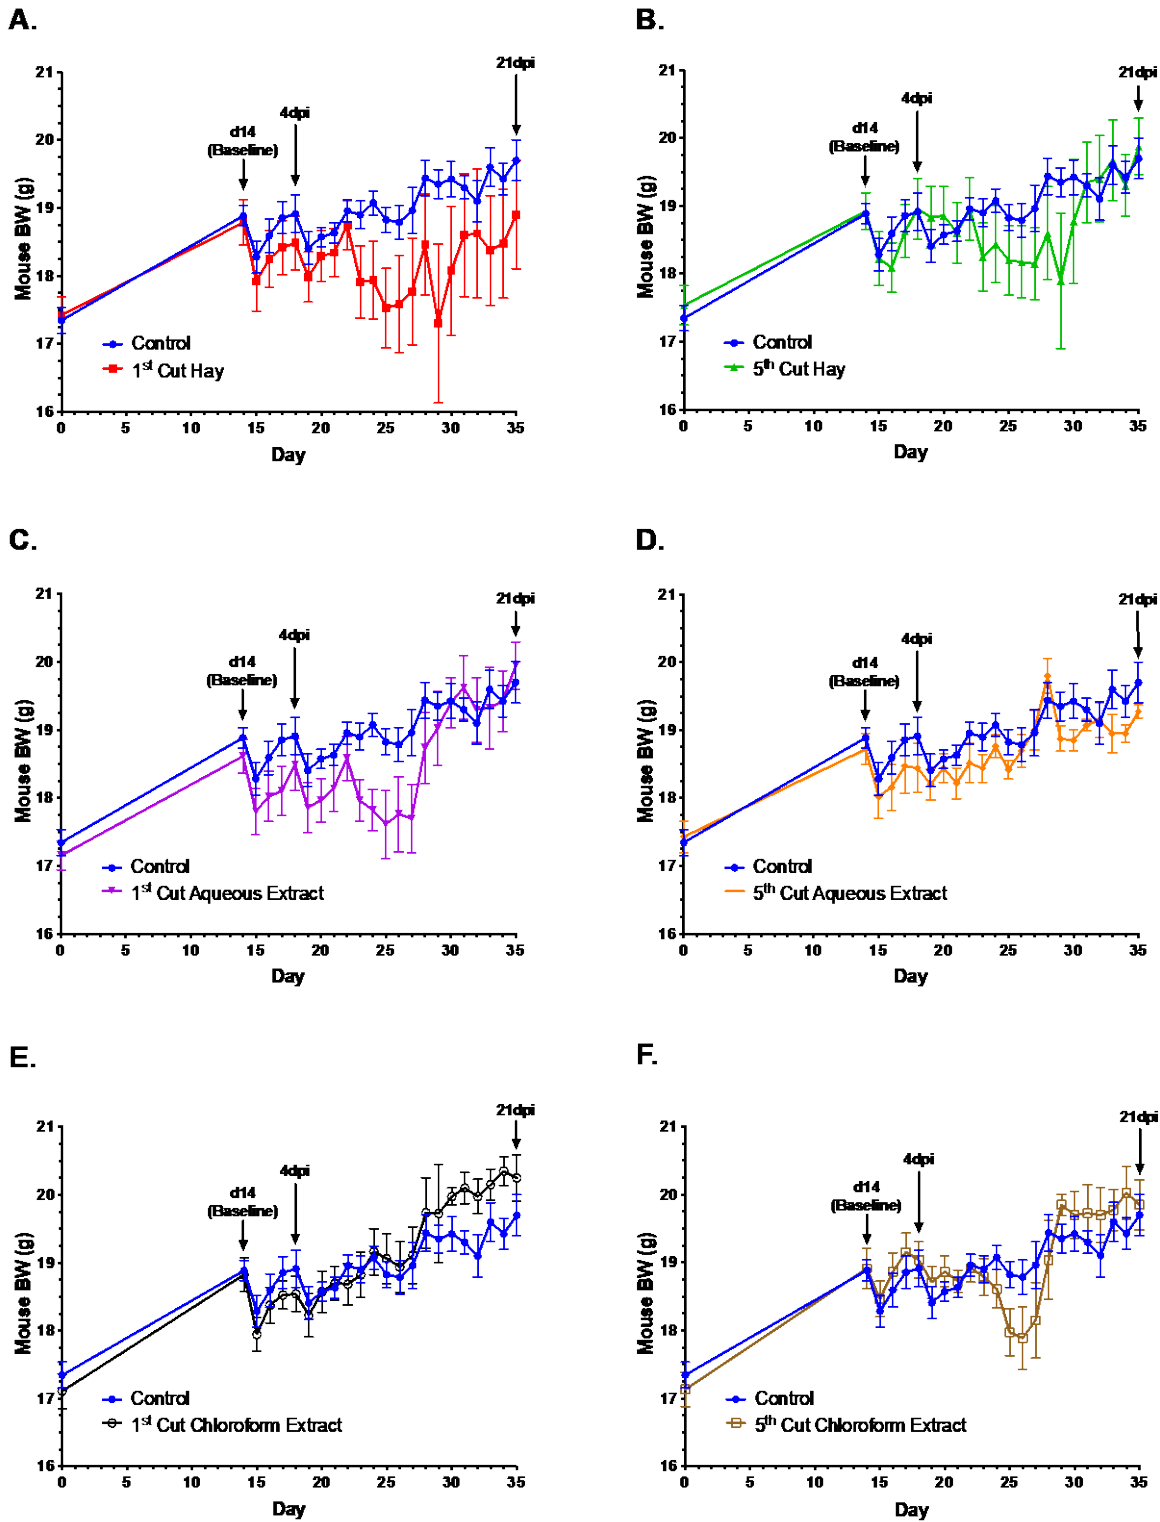 A.
21
20
19
18
17
16
Mouse BW (g)
d14
(Baseline)
4dpi
21dpi
Control
1st Cut Hay
0 5 10 15 20 25 30 35
Day
B.
21
20
19
18
17
16
Mouse BW (g)
d14
(Baseline)
4dpi
21dpi
Control
5th Cut Hay
0 5 10 15 20 25 30 35
Day
C.
21
20
19
18
17
16
Mouse BW (g)
d14
(Baseline)
4dpi
21dpi
Control
1st Cut Aqueous Extract
0 5 10 15 20 25 30 35
Day
D.
21
20
19
18
17
16
Mouse BW (g)
d14
(Baseline)
4dpi
21dpi
Control
5th Cut Aqueous Extract
0 5 10 15 20 25 30 35
Day
E.
21
20
19
18
17
16
Mouse BW (g)
d14
(Baseline)
4dpi
21dpi
Control
1st Cut Chloroform Extract
0 5 10 15 20 25 30 35
Day
F.
21
20
19
18
17
16
Mouse BW (g)
d14
(Baseline)
4dpi
21dpi
Control
5th Cut Chloroform Extract
0 5 10 15 20 25 30 35
Day